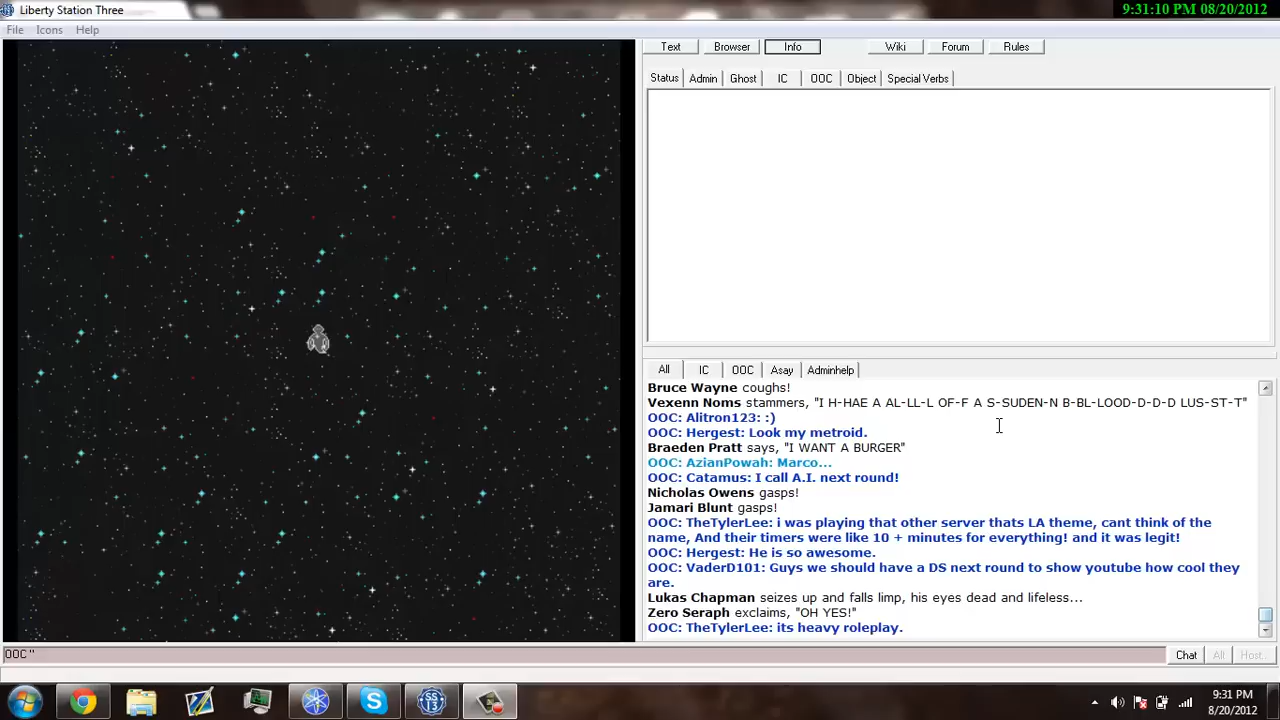 Liberty Station Three
9:31:10 PM 08/20/2012
File Icons Help
Text Browser Info Wiki Forum Rules
Status Admin Ghost IC OOC Object Special Verbs
All IC OOC Asay Adminhelp
Bruce Wayne coughs!
Vexenn Noms stammers, "I H-HAE A AL-LL-L OF-F A S-SUDEN-N B-BL-LOOD-D-D-D LUS-ST-T"
OOC: Alitron123: :)
OOC: Hergest: Look my metroid.
Braeden Pratt says, "I WANT A BURGER"
OOC: AzianPowah: Marco...
OOC: Catamus: I call A.I. next round!
Nicholas Owens gasps!
Jamari Blunt gasps!
OOC: TheTylerLee: i was playing that other server thats LA theme, cant think of the
name, And their timers were like 10 + minutes for everything! and it was legit!
OOC: Hergest: He is so awesome.
OOC: VaderD101: Guys we should have a DS next round to show youtube how cool they
are.
Lukas Chapman seizes up and falls limp, his eyes dead and lifeless...
Zero Seraph exclaims, "OH YES!"
OOC: TheTylerLee: its heavy roleplay.
OOC "
Chat All Host...
SS
13
9:31 PM
8/20/2012